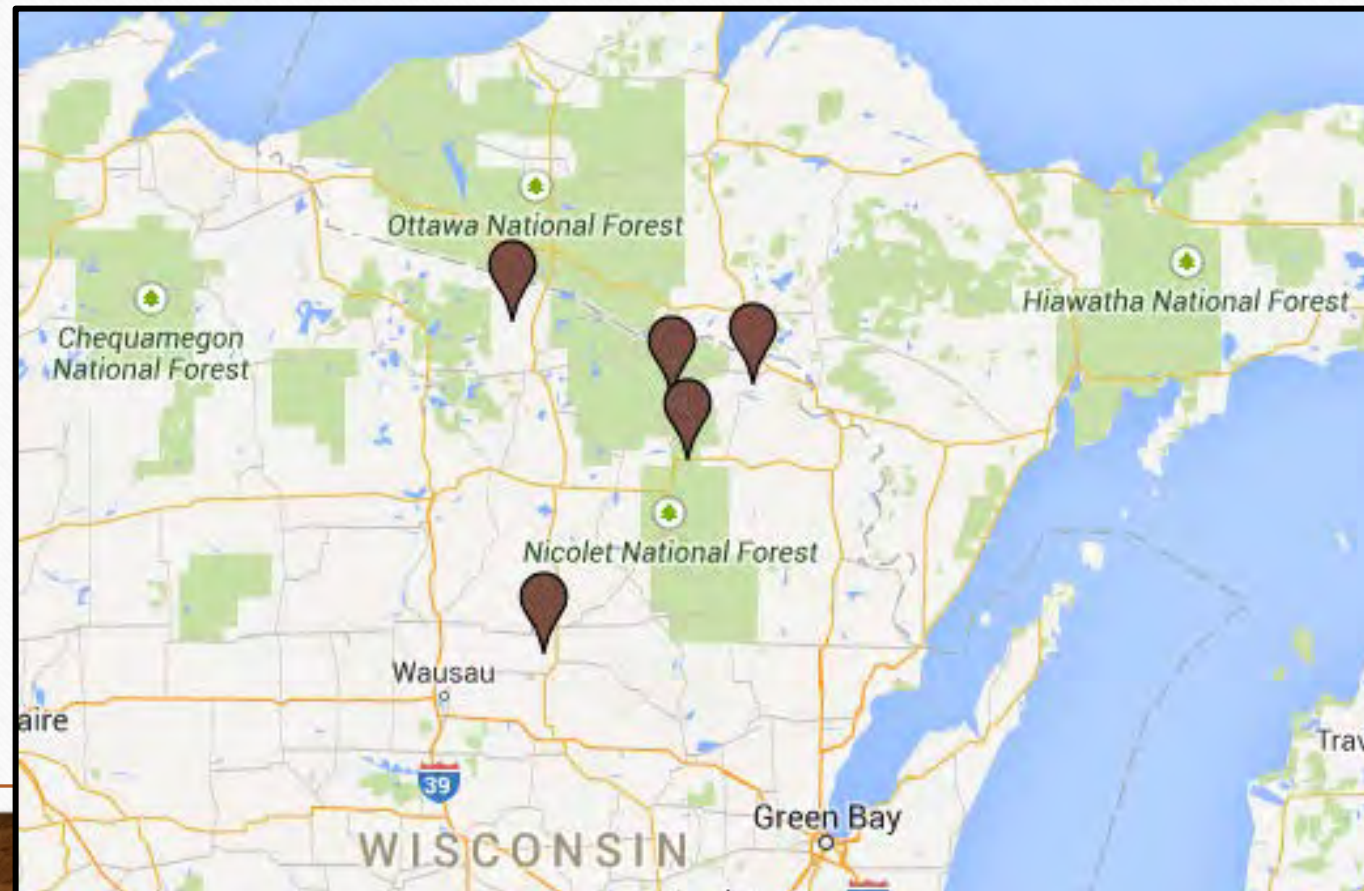 Ottawa National Forest
Hiawatha National Forest
Chequamegon
National Forest
Nicolet National Forest
Wausau
aire
Trav
39
Green Bay
WISCONSIN